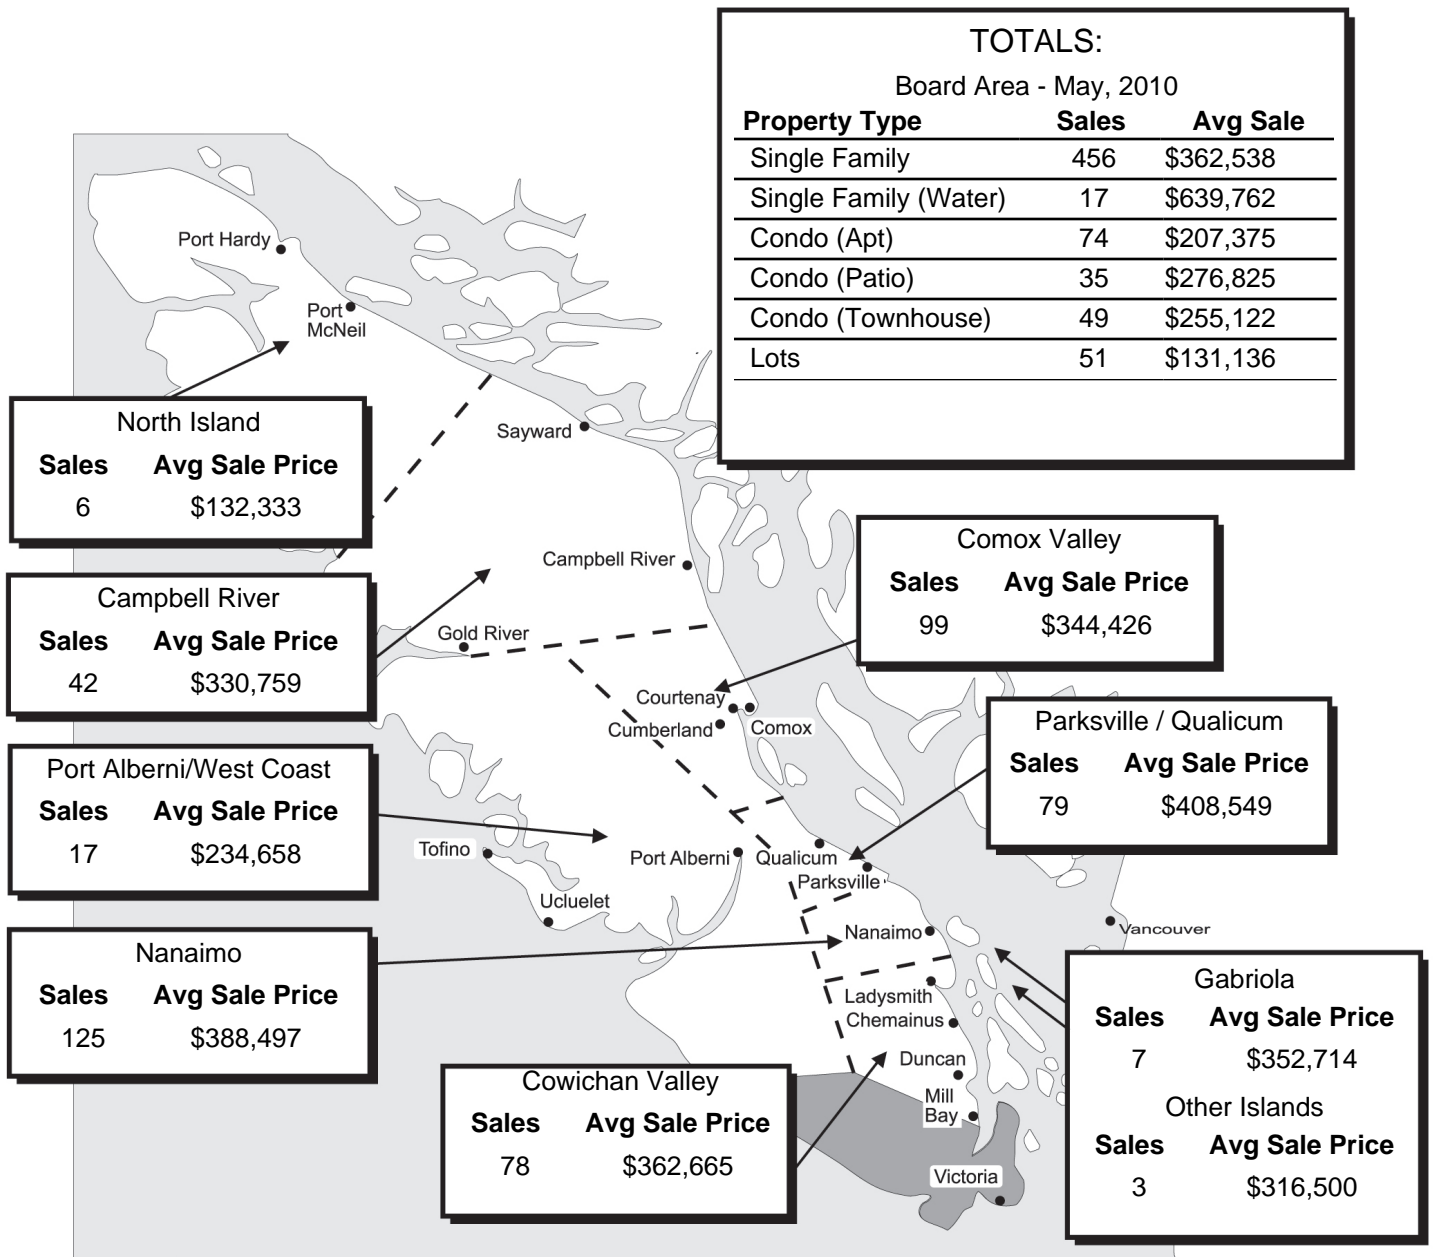 TOTALS:
Board Area - May, 2010
Property Type Sales Avg Sale
Single Family 456 $362,538
Single Family (Water) 17 $639,762
Condo (Apt) 74 $207,375
Condo (Patio) 35 $276,825
Condo (Townhouse) 49 $255,122
Lots 51 $131,136
Port Hardy
Port
McNeil
North Island
Sales Avg Sale Price
6 $132,333
Sayward
Campbell River
Campbell River
Sales Avg Sale Price
42 $330,759
Gold River
Comox Valley
Sales Avg Sale Price
99 $344,426
Courtenay
Cumberland
Comox
Parksville / Qualicum
Sales Avg Sale Price
79 $408,549
Port Alberni/West Coast
Sales Avg Sale Price
17 $234,658
Tofino
Port Alberni
Qualicum
Parksville
Ucluelet
Nanaimo
Vancouver
Nanaimo
Sales Avg Sale Price
125 $388,497
Ladysmith
Chemainus
Duncan
Mill
Bay
Gabriola
Sales Avg Sale Price
7 $352,714
Other Islands
Sales Avg Sale Price
3 $316,500
Cowichan Valley
Sales Avg Sale Price
78 $362,665
Victoria